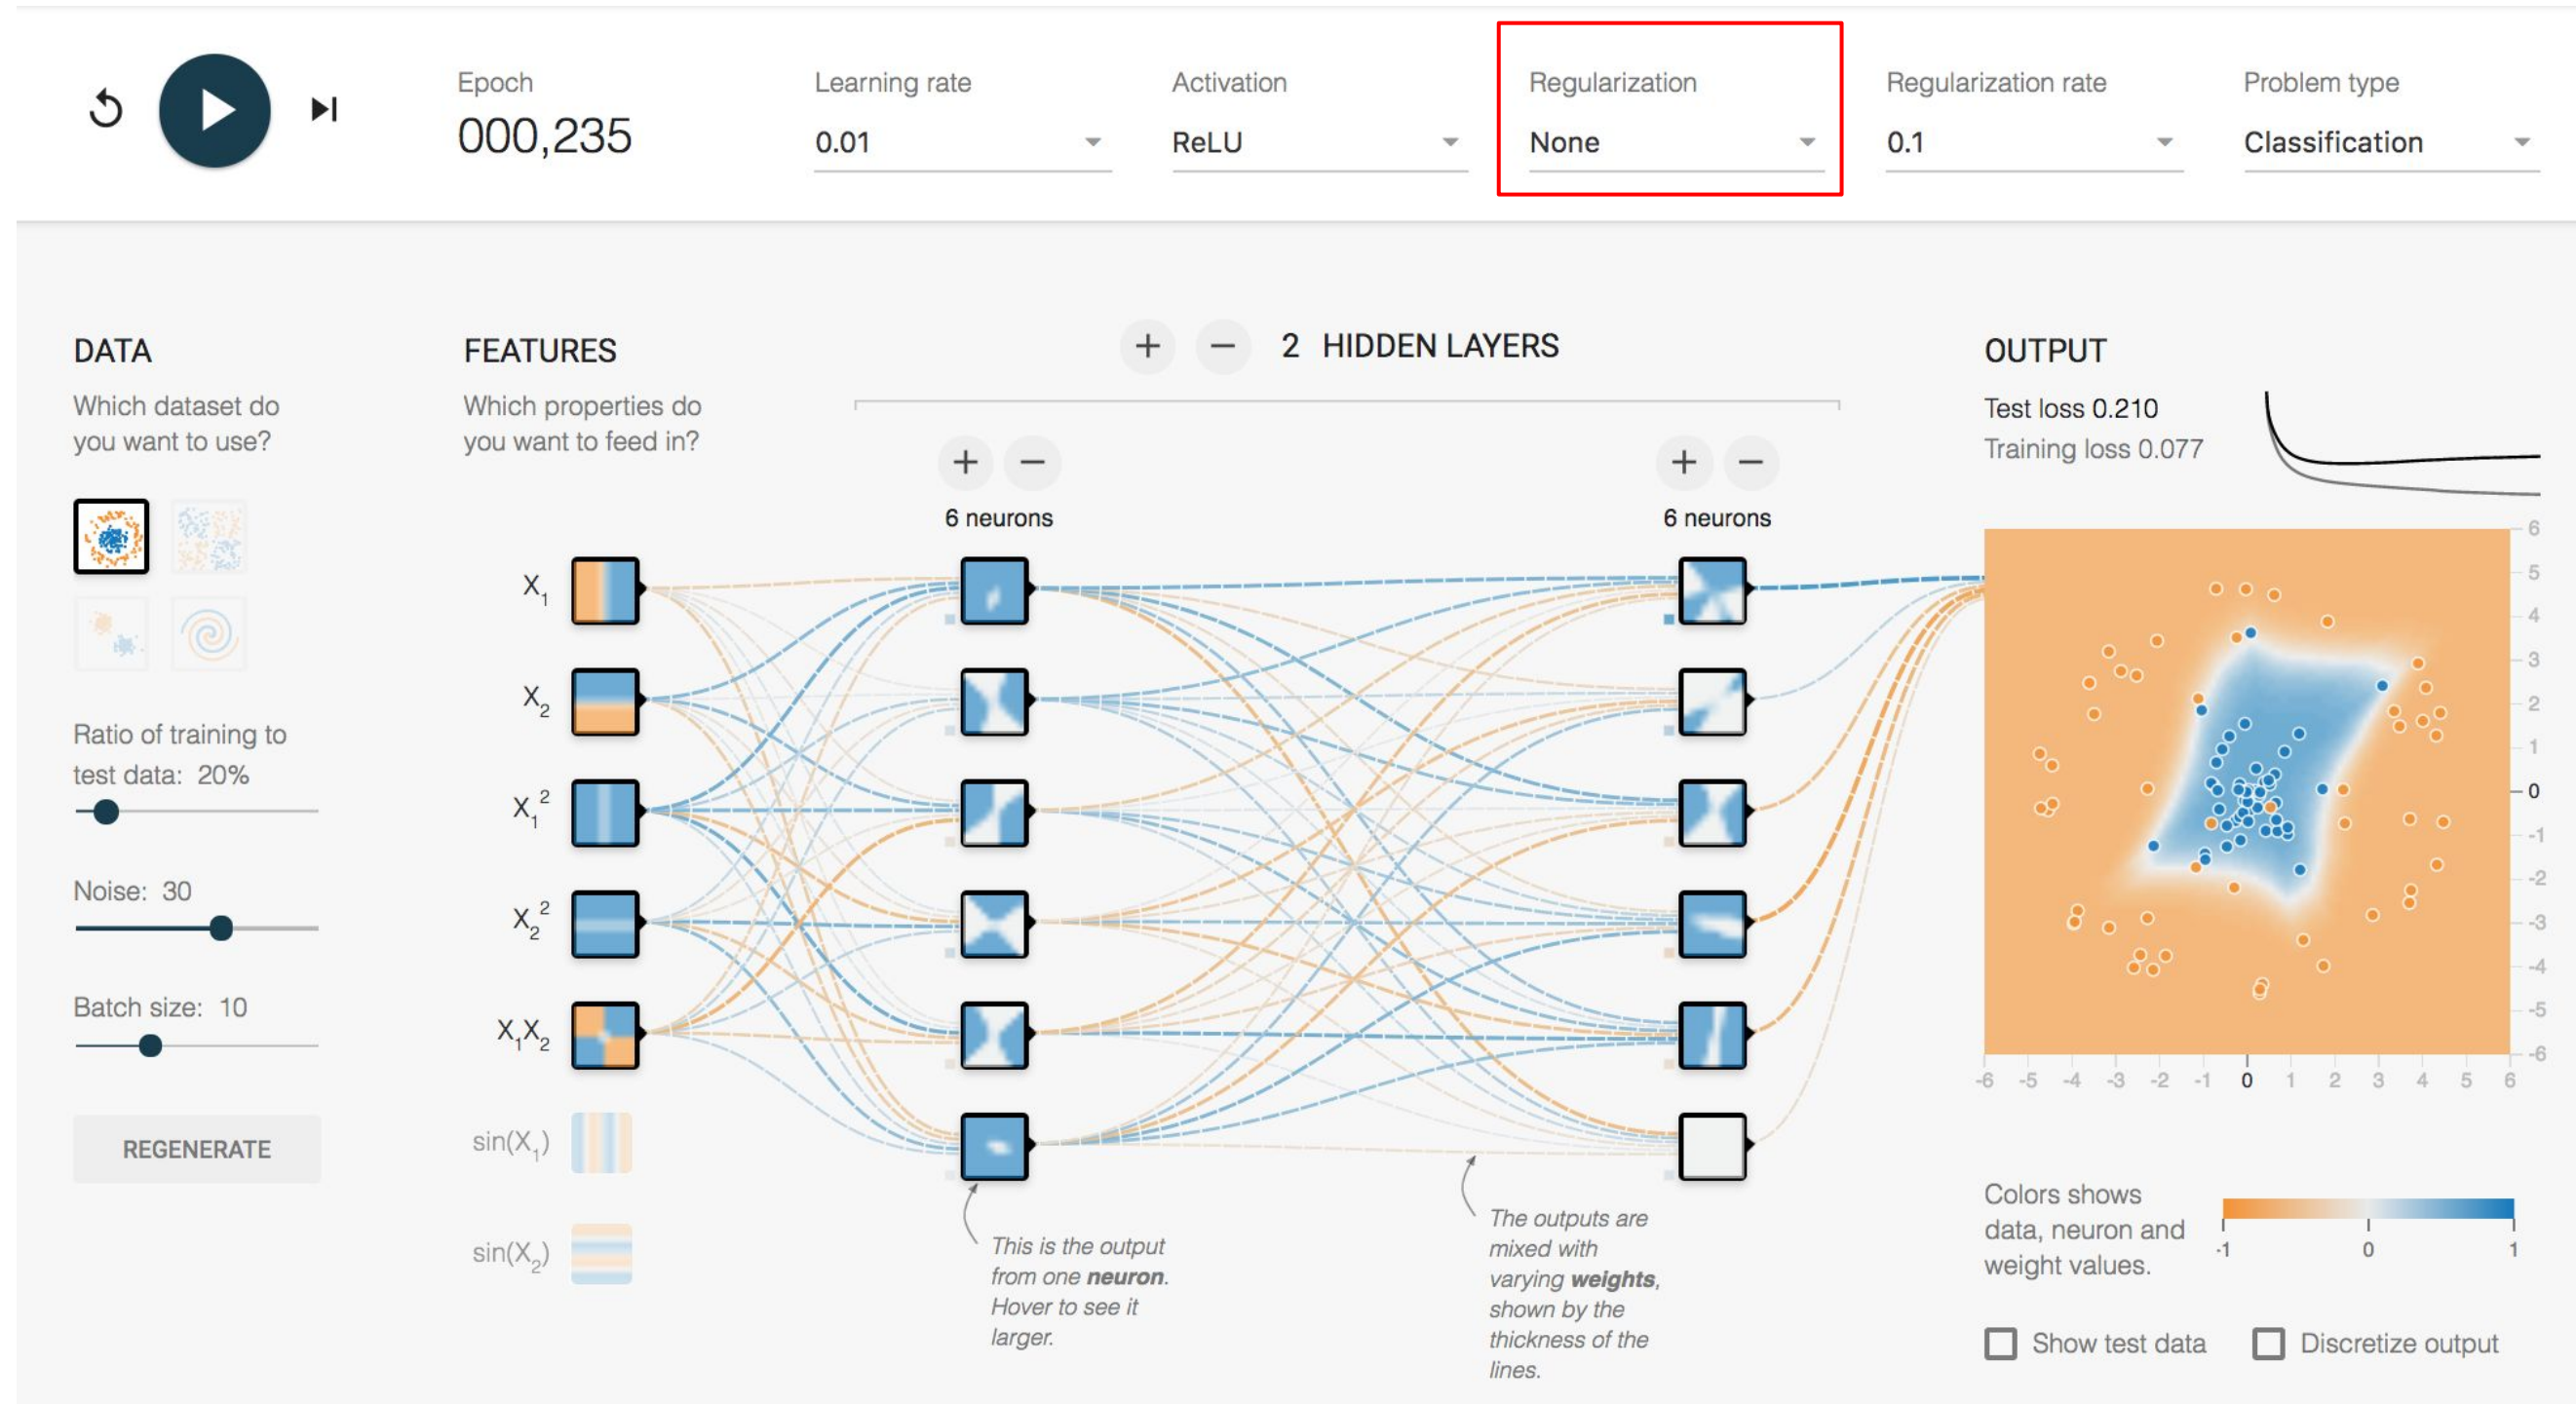 Epoch
000,235
Learning rate
0.01
Activation
ReLU
Regularization
None
Regularization rate
0.1
Problem type
Classification
DATA
Which dataset do
you want to use?
Ratio of training to
test data: 20%
Noise: 30
Batch size: 10
REGENERATE
FEATURES
Which properties do
you want to feed in?
X₁
X₂
X₁²
X₂²
X₁X₂
sin(X₁)
sin(X₂)
+ − 2 HIDDEN LAYERS
+ −
6 neurons
+ −
6 neurons
This is the output
from one neuron.
Hover to see it
larger.
The outputs are
mixed with
varying weights,
shown by the
thickness of the
lines.
OUTPUT
Test loss 0.210
Training loss 0.077
6
5
4
3
2
1
0
-1
-2
-3
-4
-5
-6
-6 -5 -4 -3 -2 -1 0 1 2 3 4 5 6
Colors shows
data, neuron and
weight values.
-1 0 1
Show test data
Discretize output